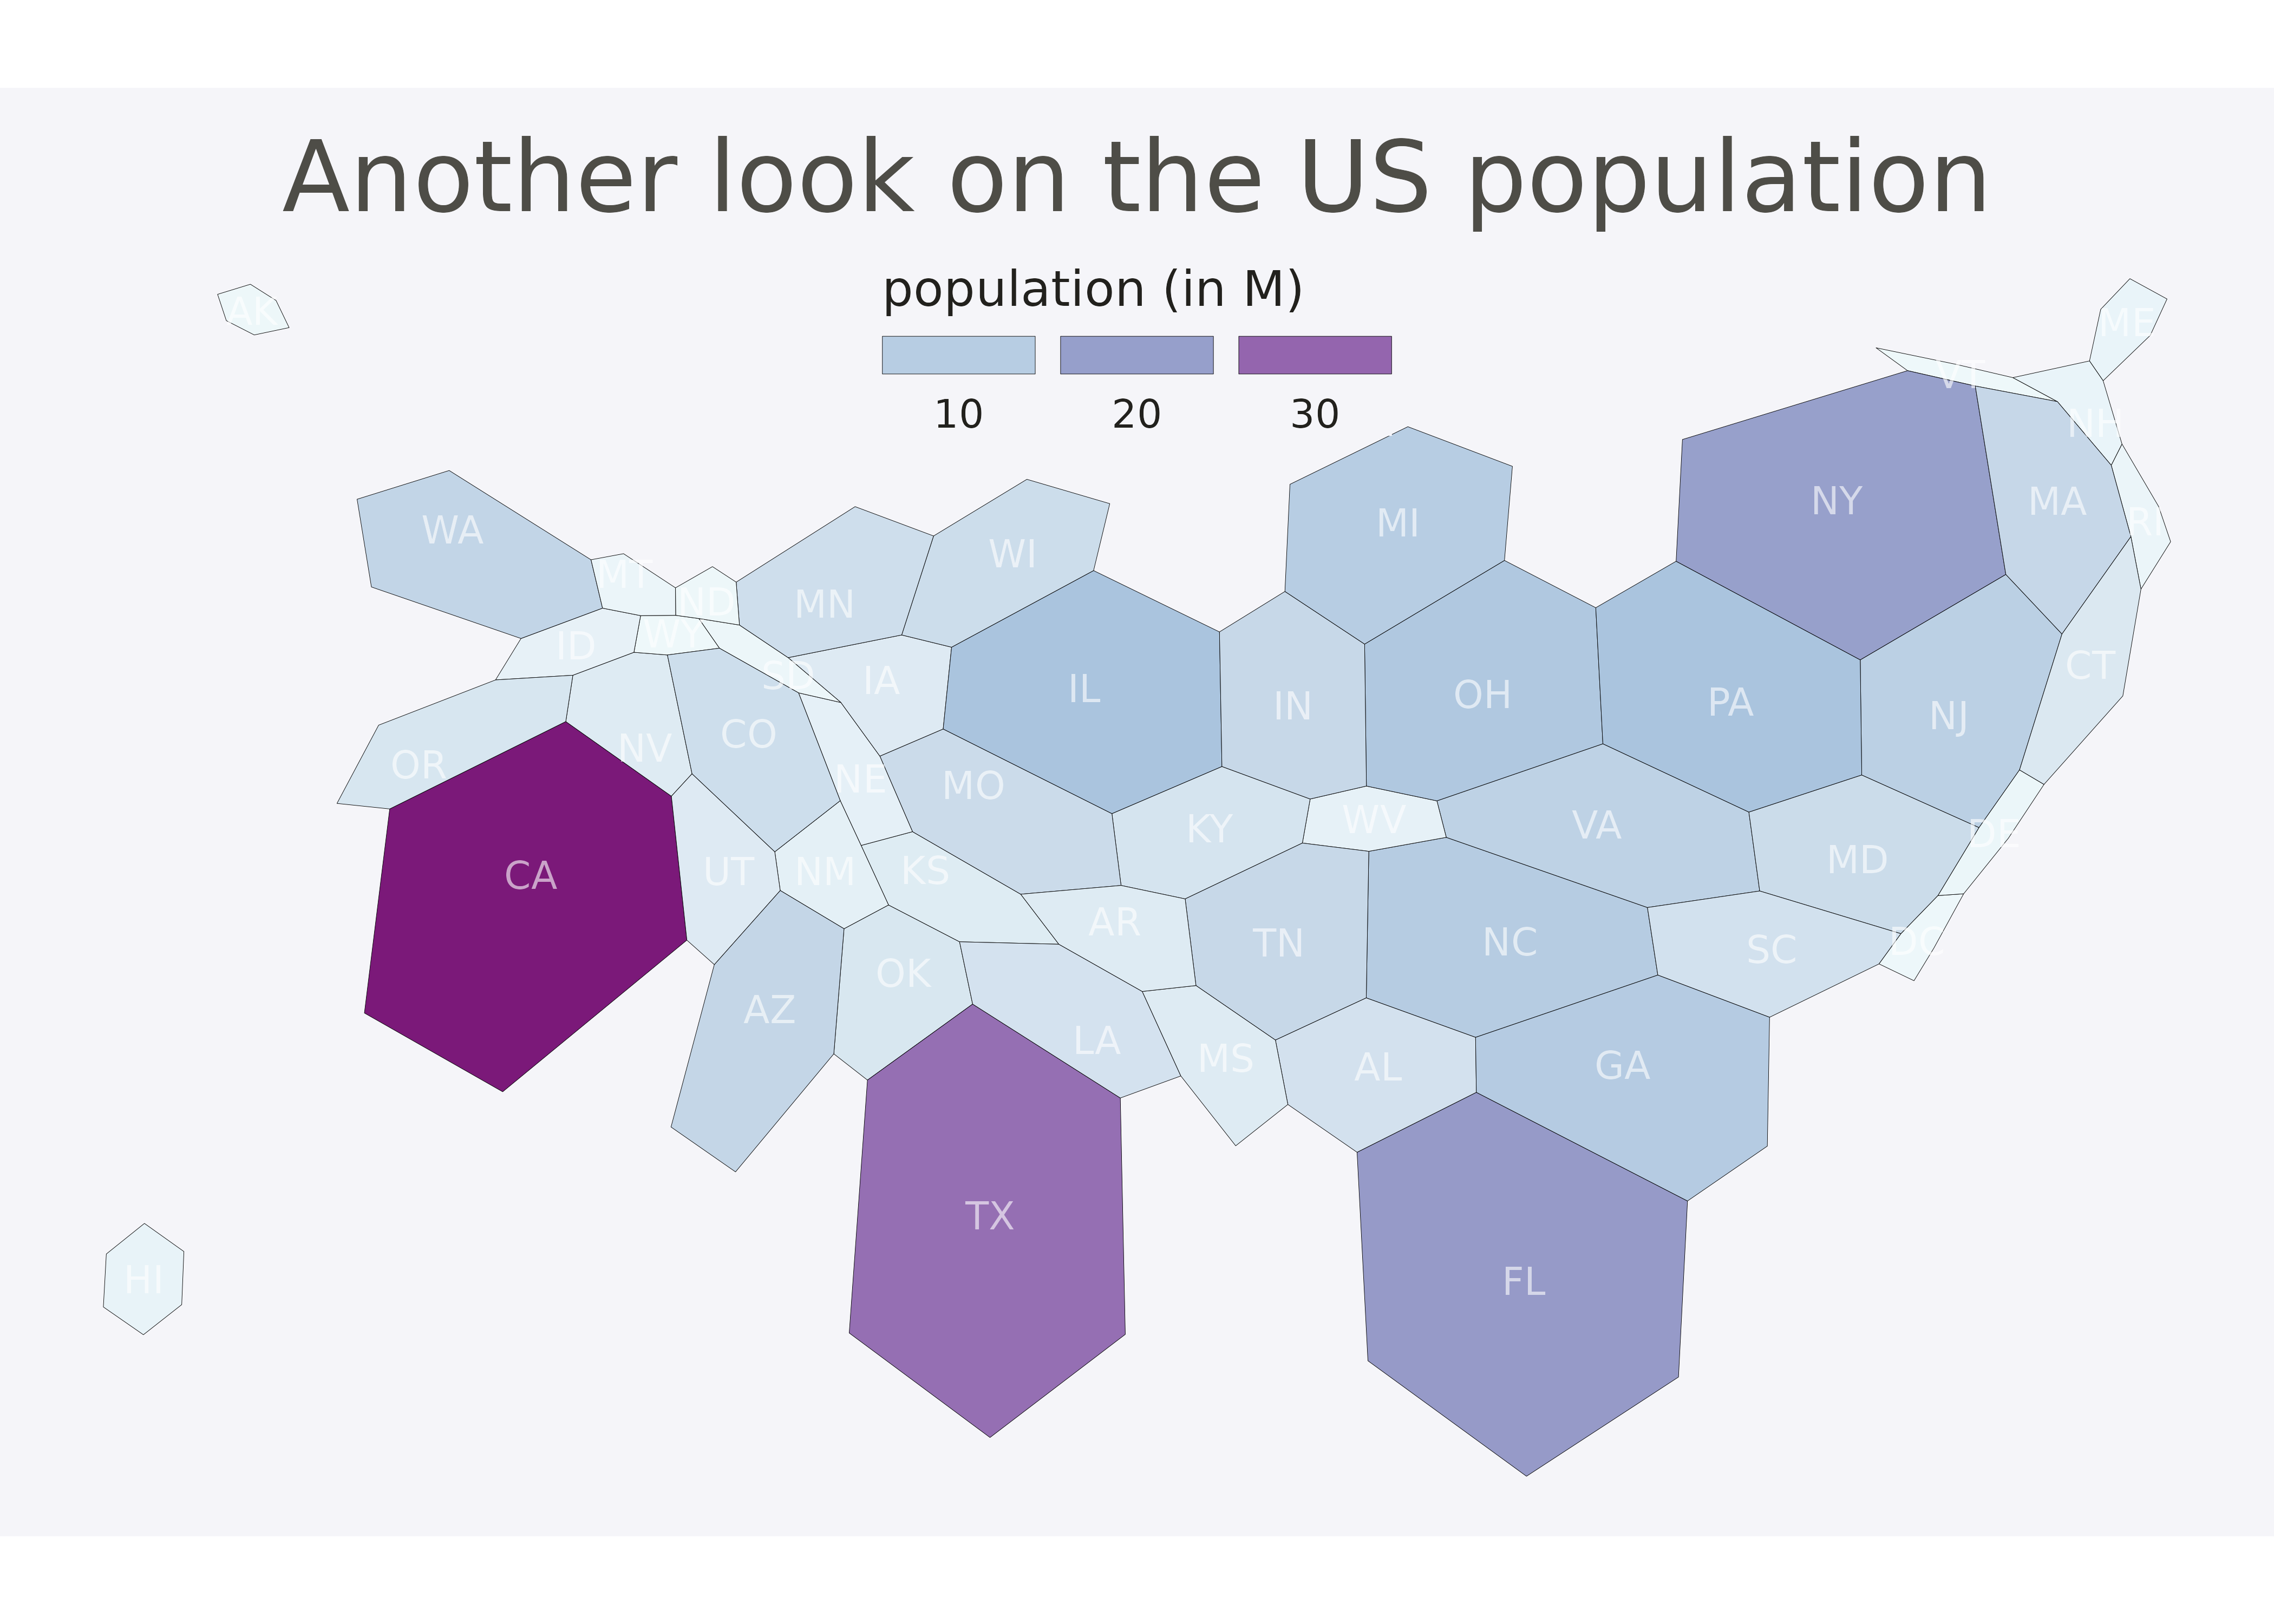 Another look on the US population
population (in M)
10 20 30
AK
ME
VT
NH
NY
MA
RI
MI
WA
WI
MT
ND
MN
WY
ID
SD
IA
IL
IN
OH
PA
NJ
CT
OR
NV
CO
NE
MO
KY
WV
VA
MD
DE
CA
UT
NM
KS
AR
TN
NC
SC
DC
AZ
OK
LA
MS
AL
GA
TX
FL
HI